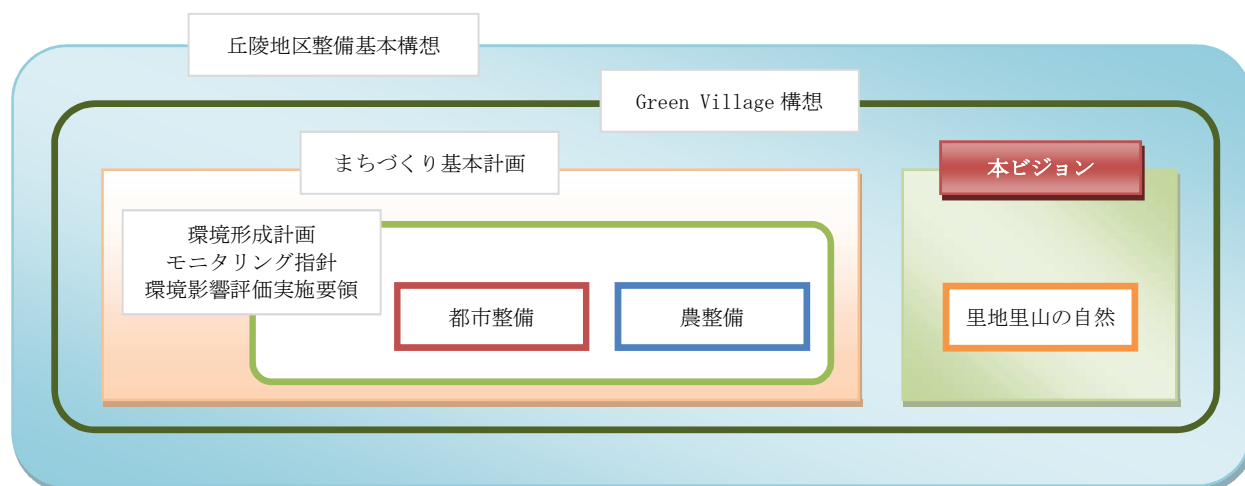 丘陵地区整備基本構想
Green Village 構想
まちづくり基本計画
本ビジョン
環境形成計画
モニタリング指針
環境影響評価実施要領
都市整備
農整備
里地里山の自然